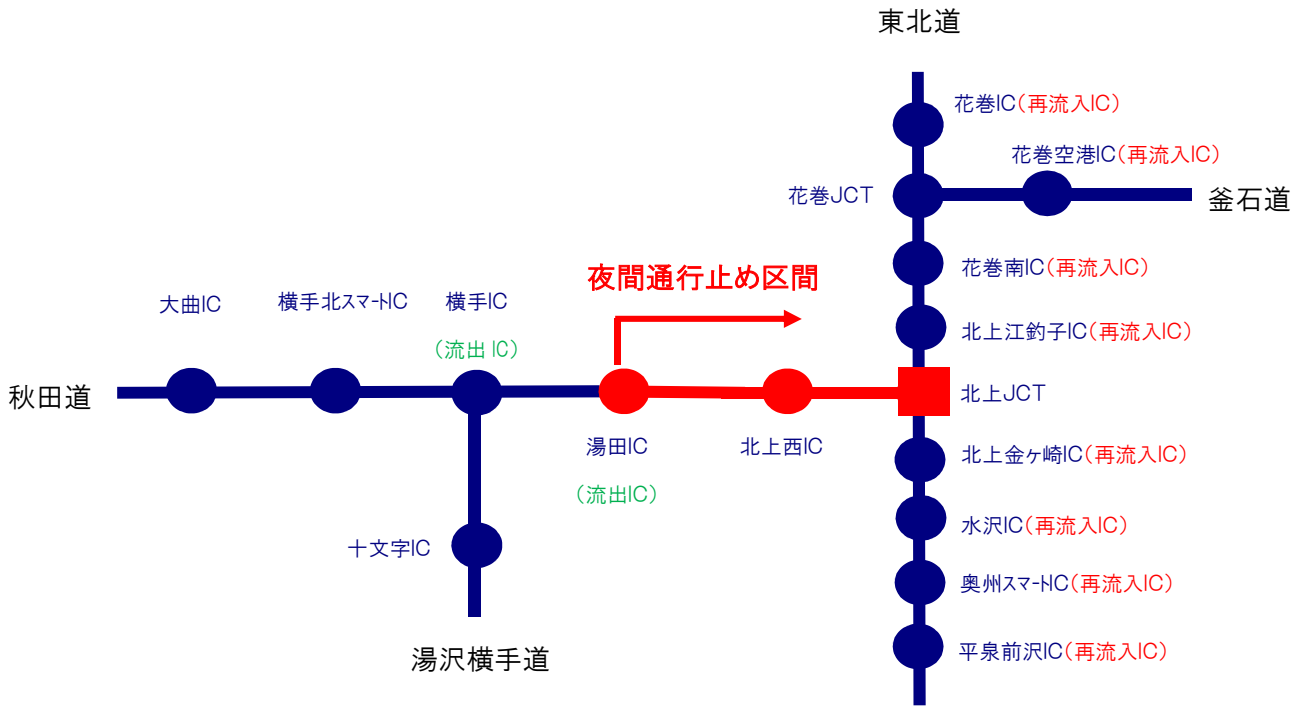 東北道
花巻IC(再流入IC)
花巻空港IC(再流入IC)
花巻JCT
釜石道
花巻南IC(再流入IC)
夜間通行止め区間
大曲IC
横手北スマートIC
横手IC
(流出 IC)
北上江釣子IC(再流入IC)
秋田道
北上JCT
湯田IC
(流出IC)
北上西IC
北上金ヶ崎IC(再流入IC)
水沢IC(再流入IC)
十文字IC
奥州スマートIC(再流入IC)
湯沢横手道
平泉前沢IC(再流入IC)